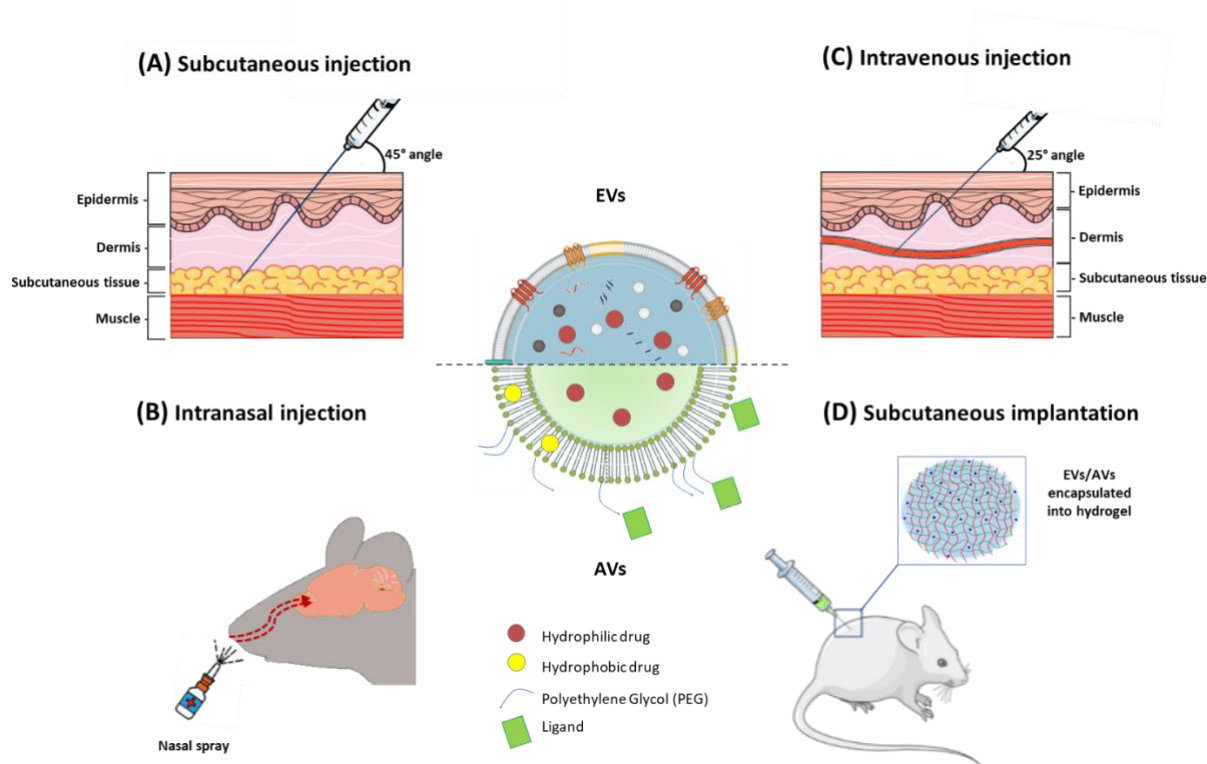 (A) Subcutaneous injection
45° angle
Epidermis
Dermis
Subcutaneous tissue
Muscle
(B) Intranasal injection
Nasal spray
EVs
AVs
Hydrophilic drug
Hydrophobic drug
Polyethylene Glycol (PEG)
Ligand
(C) Intravenous injection
25° angle
Epidermis
Dermis
Subcutaneous tissue
Muscle
(D) Subcutaneous implantation
EVs/AVs
encapsulated
into hydrogel